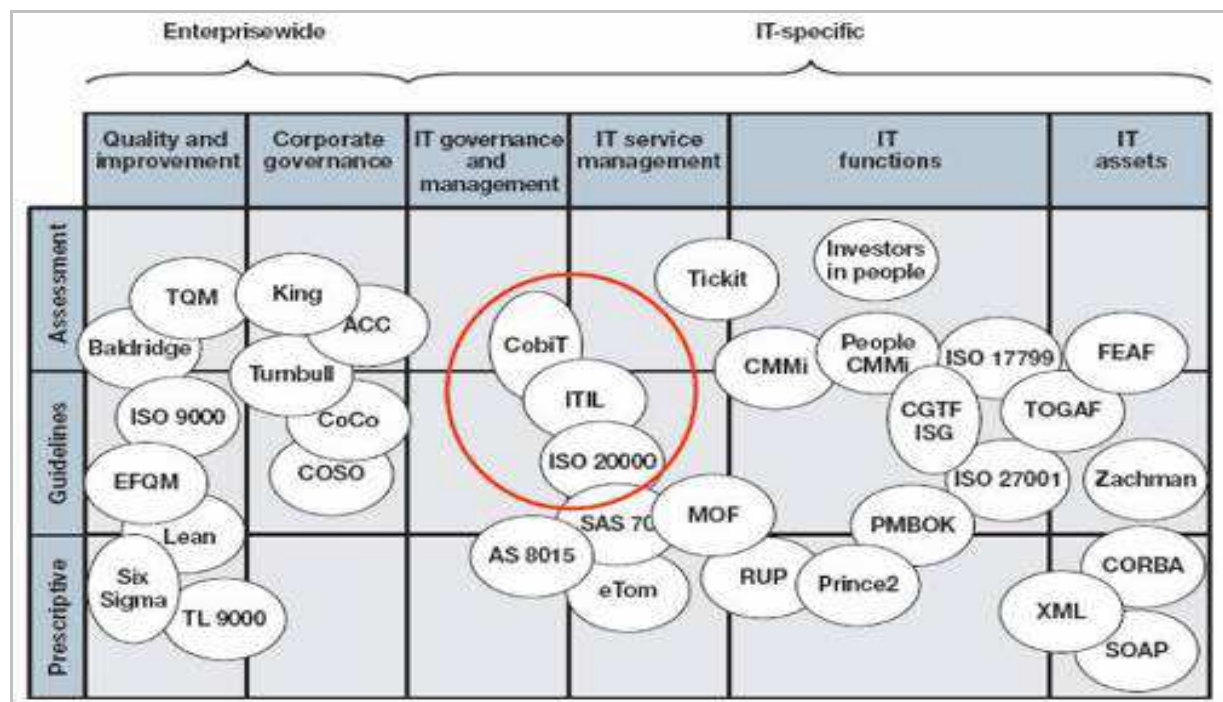 Enterprisewide
IT-specific
Quality and
improvement
Corporate
governance
IT governance
and
management
IT service
management
IT
functions
IT
assets
Assessment
Guidelines
Prescriptive
TQM
Baldridge
King
ACC
Turnbull
ISO 9000
CoCo
COSO
EFQM
Lean
Six
Sigma
TL 9000
CobiT
ITIL
ISO 20000
SAS 70
AS 8015
eTom
MOF
Tickit
Investors
in people
CMMi
People
CMMi
ISO 17799
CGTF
ISG
ISO 27001
PMBOK
RUP
Prince2
FEAF
TOGAF
Zachman
CORBA
XML
SOAP